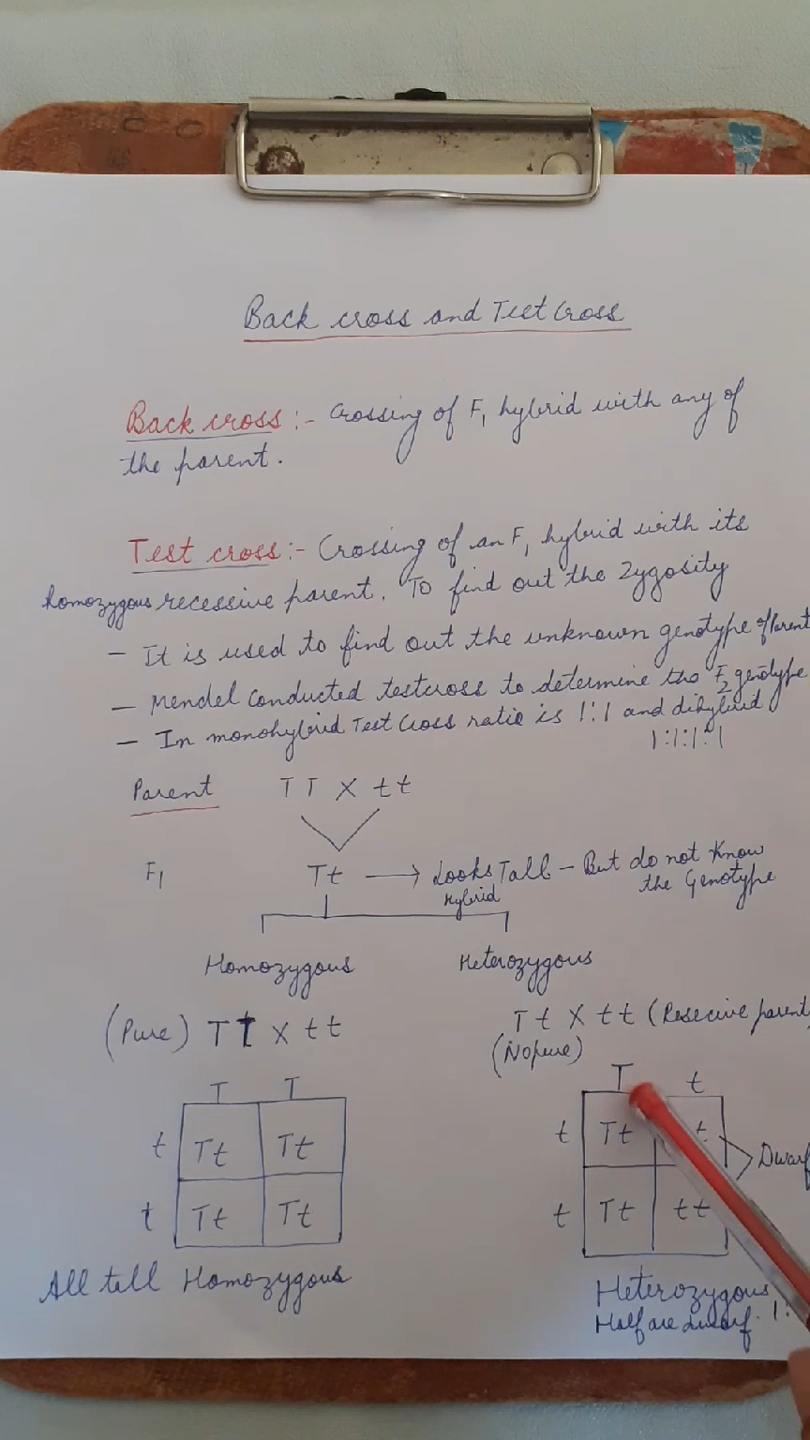 Back cross and Test Cross
Back cross :- Crossing of F1 hybrid with any of
the parent.
Test cross :- Crossing of an F1 hybrid with its
homozygous recessive parent. To find out the Zygosity
- It is used to find out the unknown genotype of Parent
- Mendel conducted testcross to determine the F2 genotype
- In monohybrid Test Cross ratio is 1:1 and dihybrid
1:1:1:1
Parent TT X tt
F1 Tt → Looks Tall - But do not know
Hybrid the Genotype
Homozygous Heterozygous
(Pure) TT X tt
Tt X tt (Resecive parent
(No pure)
T T
T t
t Tt Tt
t Tt t
Dwarf
t Tt Tt
t Tt tt
All tall Homozygous
Heterozygous
Half are dwarf. 1: